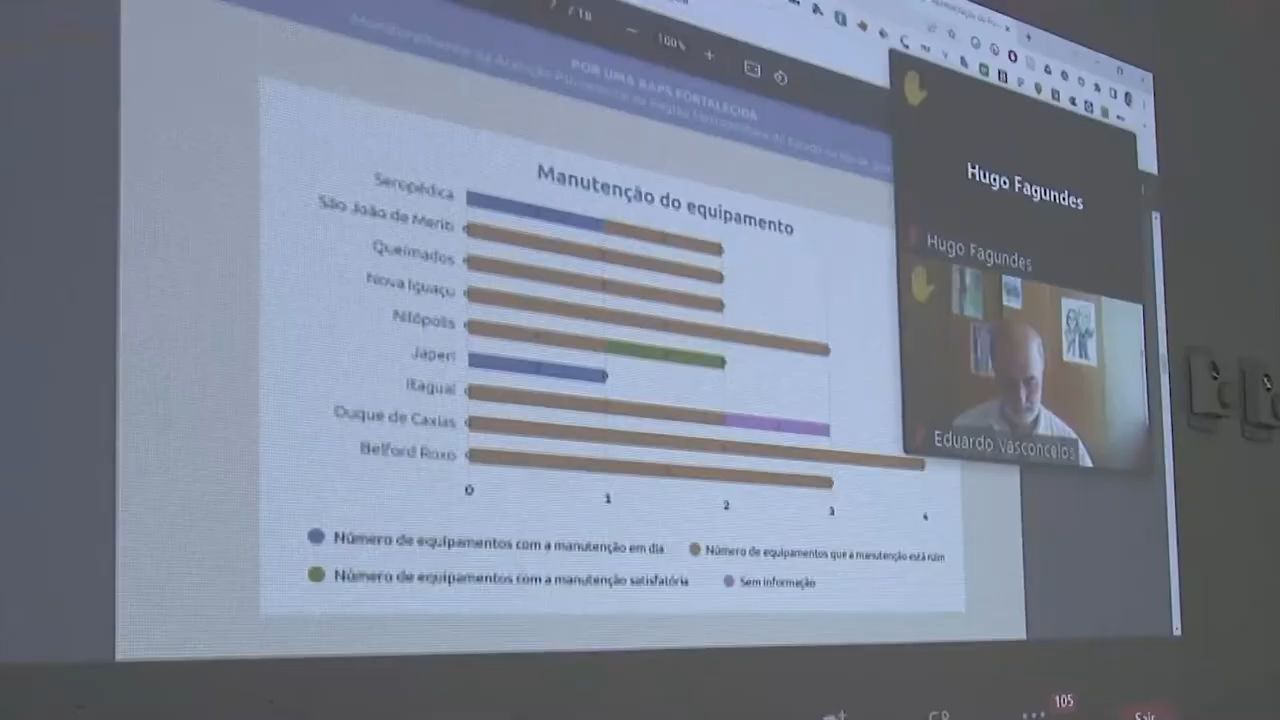 7 / 18
100%
POR UMA RAPS FORTALECIDA
Manutenção do equipamento
Seropédica
São João de Meriti
Queimados
Nova Iguaçu
Nilópolis
Japeri
Itaguaí
Duque de Caxias
Belford Roxo
0 1 2 3 4
Número de equipamentos com a manutenção em dia
Número de equipamentos que a manutenção está ruim
Número de equipamentos com a manutenção satisfatória
Sem informação
Hugo Fagundes
Hugo Fagundes
Eduardo Vasconcelos
105
Sair